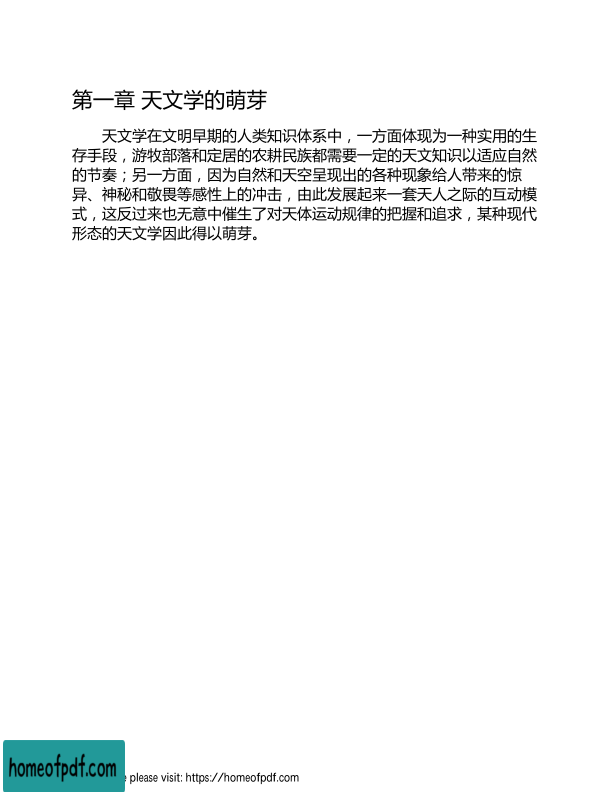 第一章 天文学的萌芽
天文学在文明早期的人类知识体系中，一方面体现为一种实用的生
存手段，游牧部落和定居的农耕民族都需要一定的天文知识以适应自然
的节奏；另一方面，因为自然和天空呈现出的各种现象给人带来的惊
异、神秘和敬畏等感性上的冲击，由此发展起来一套天人之际的互动模
式，这反过来也无意中催生了对天体运动规律的把握和追求，某种现代
形态的天文学因此得以萌芽。
homeofpdf.com
please visit: https://homeofpdf.com